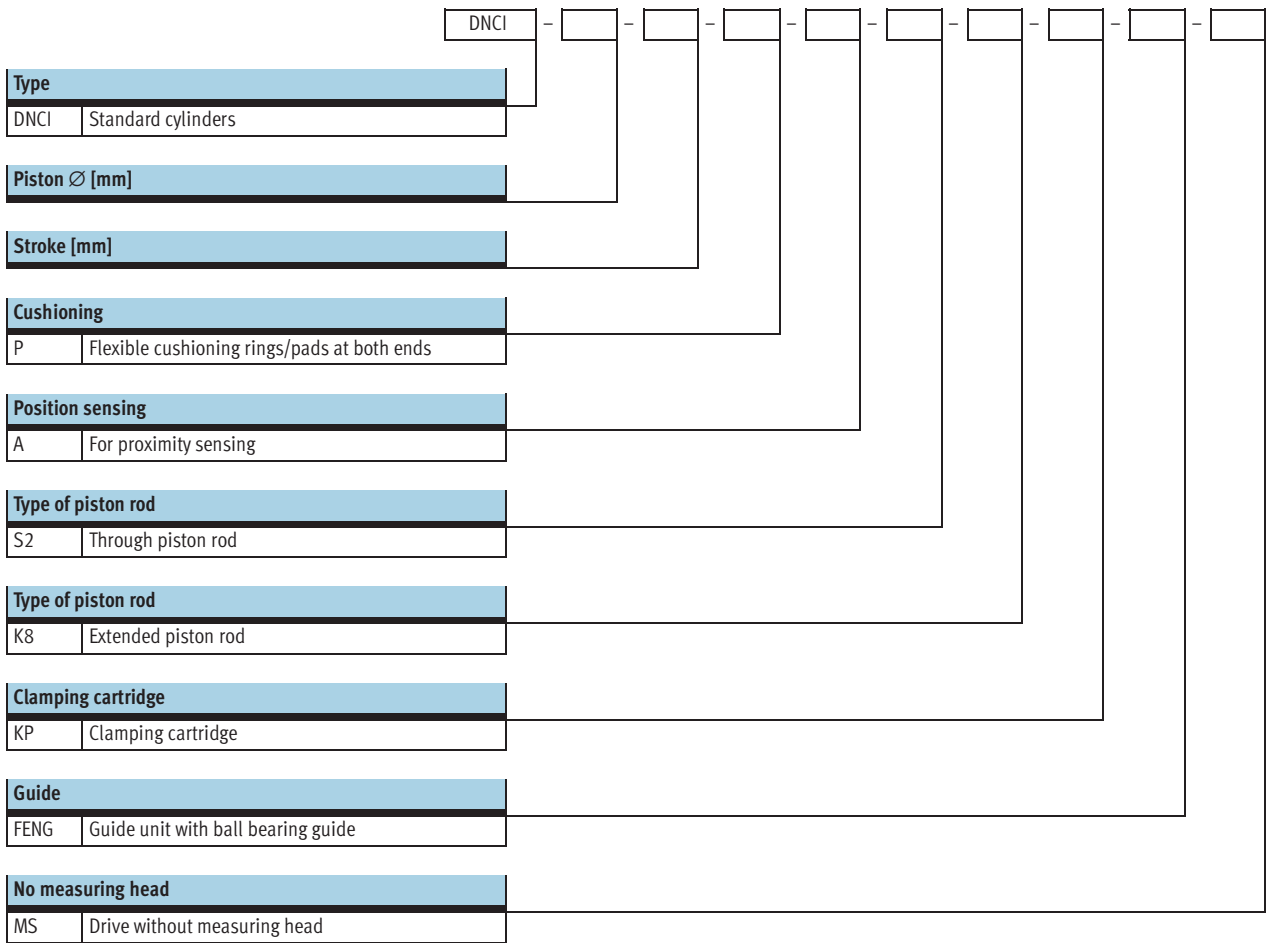 DNCI – – – – – – – – –
Type
DNCI Standard cylinders
Piston ∅ [mm]
Stroke [mm]
Cushioning
P Flexible cushioning rings/pads at both ends
Position sensing
A For proximity sensing
Type of piston rod
S2 Through piston rod
Type of piston rod
K8 Extended piston rod
Clamping cartridge
KP Clamping cartridge
Guide
FENG Guide unit with ball bearing guide
No measuring head
MS Drive without measuring head